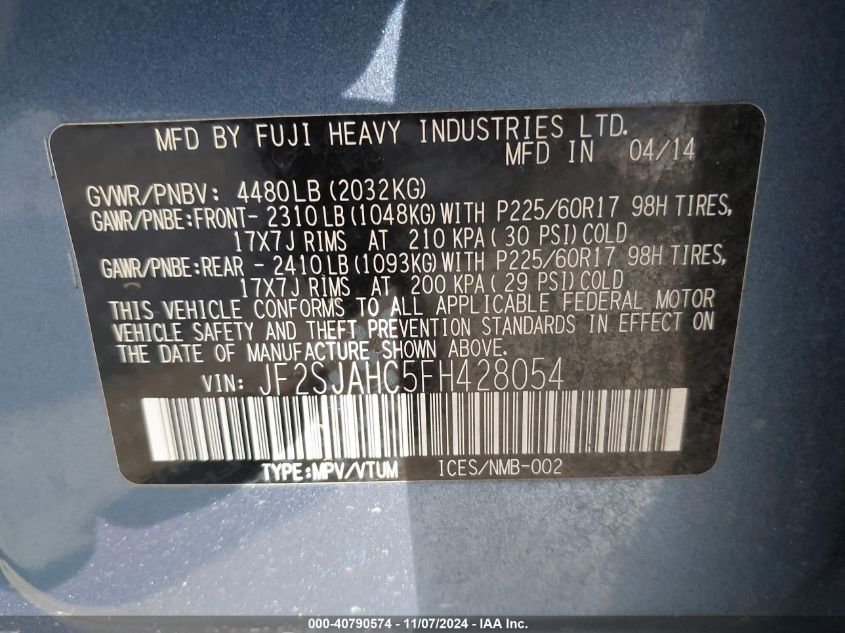 MFD BY FUJI HEAVY INDUSTRIES LTD.
MFD IN 04/14
GVWR/PNBV: 4480LB (2032KG)
GAWR/PNBE:FRONT- 2310LB (1048KG) WITH P225/60R17 98H TIRES,
17X7J RIMS AT 210 KPA ( 30 PSI) COLD
GAWR/PNBE:REAR - 2410LB (1093KG) WITH P225/60R17 98H TIRES,
17X7J RIMS AT 200 KPA ( 29 PSI) COLD
THIS VEHICLE CONFORMS TO ALL APPLICABLE FEDERAL MOTOR
VEHICLE SAFETY AND THEFT PREVENTION STANDARDS IN EFFECT ON
THE DATE OF MANUFACTURE SHOWN ABOVE.
VIN: JF2SJAHC5FH428054
TYPE:MPV/VTUM ICES/NMB-002
000-40790574 - 11/07/2024 - IAA Inc.